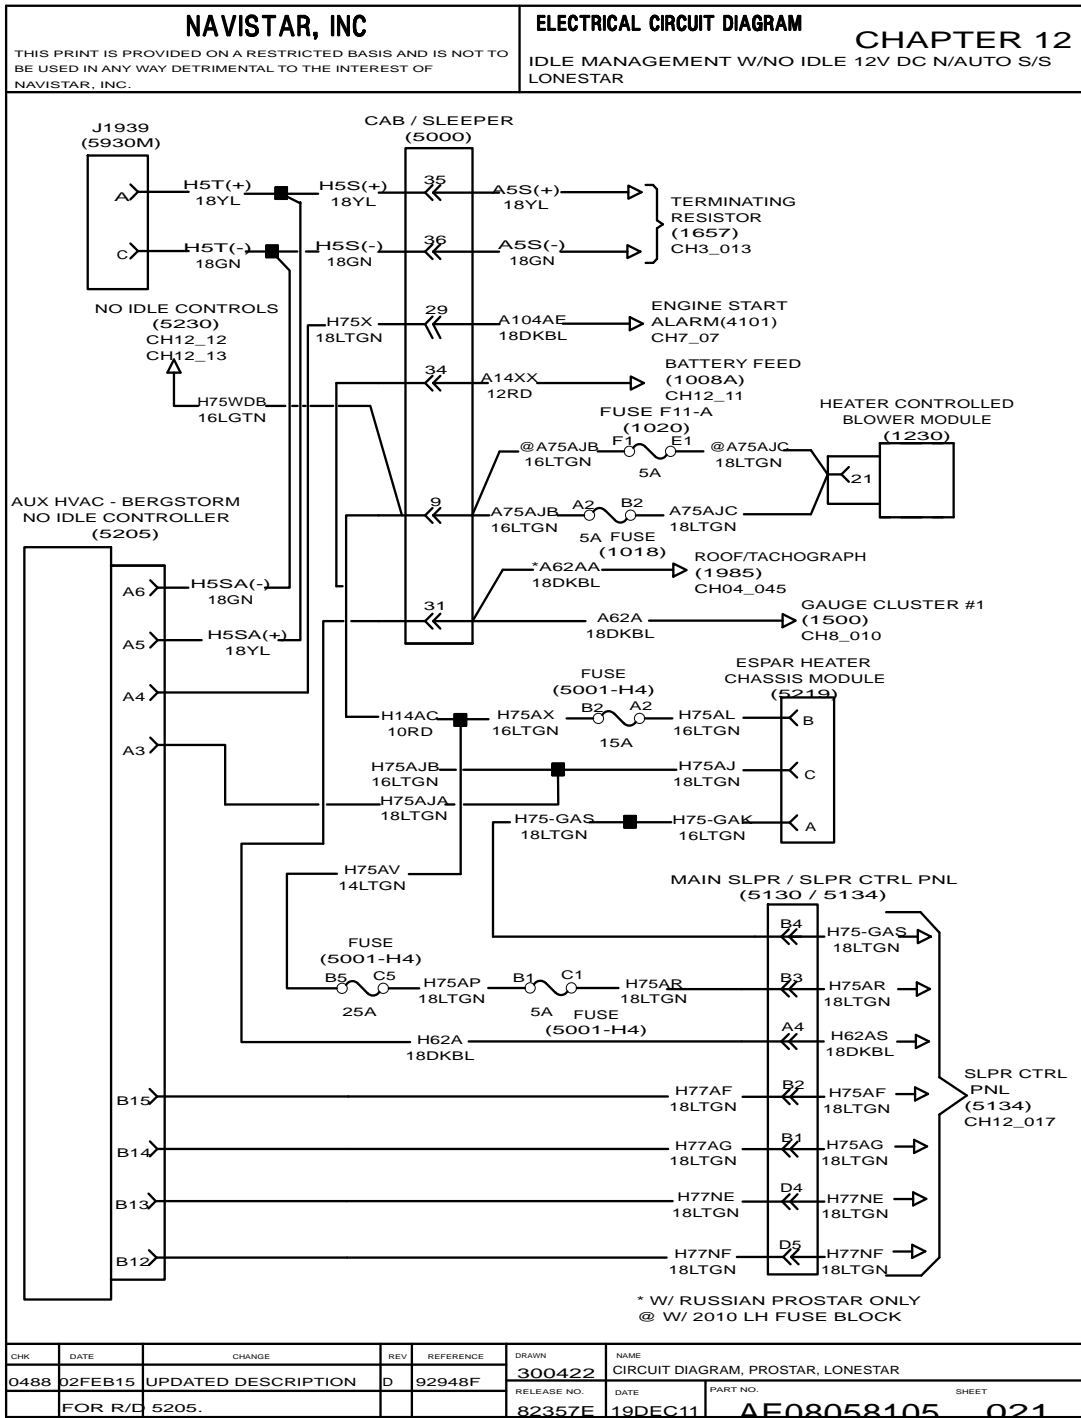 NAVISTAR, INC
THIS PRINT IS PROVIDED ON A RESTRICTED BASIS AND IS NOT TO
BE USED IN ANY WAY DETRIMENTAL TO THE INTEREST OF
NAVISTAR, INC.
ELECTRICAL CIRCUIT DIAGRAM
CHAPTER 12
IDLE MANAGEMENT W/NO IDLE 12V DC N/AUTO S/S
LONESTAR
J1939
(5930M)
A
C
H5T(+)
18YL
H5S(+)
18YL
H5T(-)
18GN
H5S(-)
18GN
CAB / SLEEPER
(5000)
35
36
29
34
9
31
A5S(+)
18YL
A5S(-)
18GN
TERMINATING
RESISTOR
(1657)
CH3_013
NO IDLE CONTROLS
(5230)
CH12_12
CH12_13
H75X
18LTGN
A104AE
18DKBL
ENGINE START
ALARM(4101)
CH7_07
A14XX
12RD
BATTERY FEED
(1008A)
CH12_11
H75WDB
16LGTN
FUSE F11-A
(1020)
@A75AJB
16LTGN
F1
E1
5A
@A75AJC
18LTGN
HEATER CONTROLLED
BLOWER MODULE
(1230)
21
A75AJB
16LTGN
A2
B2
5A FUSE
(1018)
A75AJC
18LTGN
*A62AA
18DKBL
ROOF/TACHOGRAPH
(1985)
CH04_045
A62A
18DKBL
GAUGE CLUSTER #1
(1500)
CH8_010
AUX HVAC - BERGSTORM
NO IDLE CONTROLLER
(5205)
A6
H5SA(-)
18GN
A5
H5SA(+)
18YL
A4
A3
H14AC
10RD
H75AX
16LTGN
FUSE
(5001-H4)
B2
A2
15A
H75AL
16LTGN
ESPAR HEATER
CHASSIS MODULE
(5219)
B
C
A
H75AJB
16LTGN
H75AJ
18LTGN
H75AJA
18LTGN
H75-GAS
18LTGN
H75-GAK
16LTGN
H75AV
14LTGN
MAIN SLPR / SLPR CTRL PNL
(5130 / 5134)
B4
H75-GAS
18LTGN
FUSE
(5001-H4)
B5
C5
25A
H75AP
18LTGN
B1
C1
5A
FUSE
(5001-H4)
H75AR
18LTGN
B3
H75AR
18LTGN
H62A
18DKBL
A4
H62AS
18DKBL
SLPR CTRL
PNL
(5134)
CH12_017
B15
H77AF
18LTGN
B2
H75AF
18LTGN
B14
H77AG
18LTGN
B1
H75AG
18LTGN
B13
H77NE
18LTGN
D4
H77NE
18LTGN
B12
H77NF
18LTGN
D5
H77NF
18LTGN
* W/ RUSSIAN PROSTAR ONLY
@ W/ 2010 LH FUSE BLOCK
CHK DATE CHANGE REV REFERENCE
0488 02FEB15 UPDATED DESCRIPTION D 92948F
FOR R/D 5205.
DRAWN
300422
NAME
CIRCUIT DIAGRAM, PROSTAR, LONESTAR
RELEASE NO.
82357E
DATE
19DEC11
PART NO.
AE08058105
SHEET
021